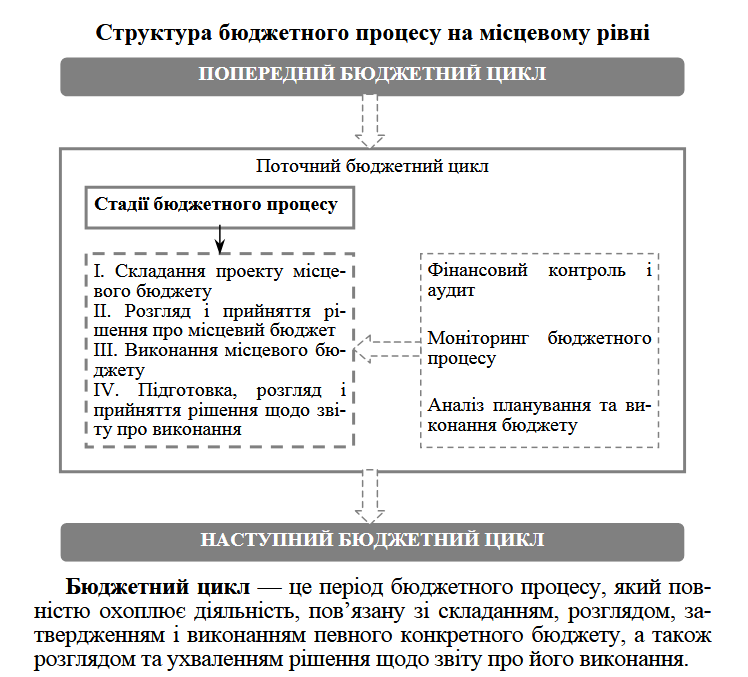 Структура бюджетного процесу на місцевому рівні
ПОПЕРЕДНІЙ БЮДЖЕТНИЙ ЦИКЛ
Поточний бюджетний цикл
Стадії бюджетного процесу
І. Складання проекту місце-
вого бюджету
ІІ. Розгляд і прийняття рі-
шення про місцевий бюджет
ІІІ. Виконання місцевого бю-
джету
IV. Підготовка, розгляд і
прийняття рішення щодо зві-
ту про виконання
Фінансовий контроль і
аудит
Моніторинг бюджетного
процесу
Аналіз планування та ви-
конання бюджету
НАСТУПНИЙ БЮДЖЕТНИЙ ЦИКЛ
Бюджетний цикл — це період бюджетного процесу, який пов-
ністю охоплює діяльність, пов’язану зі складанням, розглядом, за-
твердженням і виконанням певного конкретного бюджету, а також
розглядом та ухваленням рішення щодо звіту про його виконання.